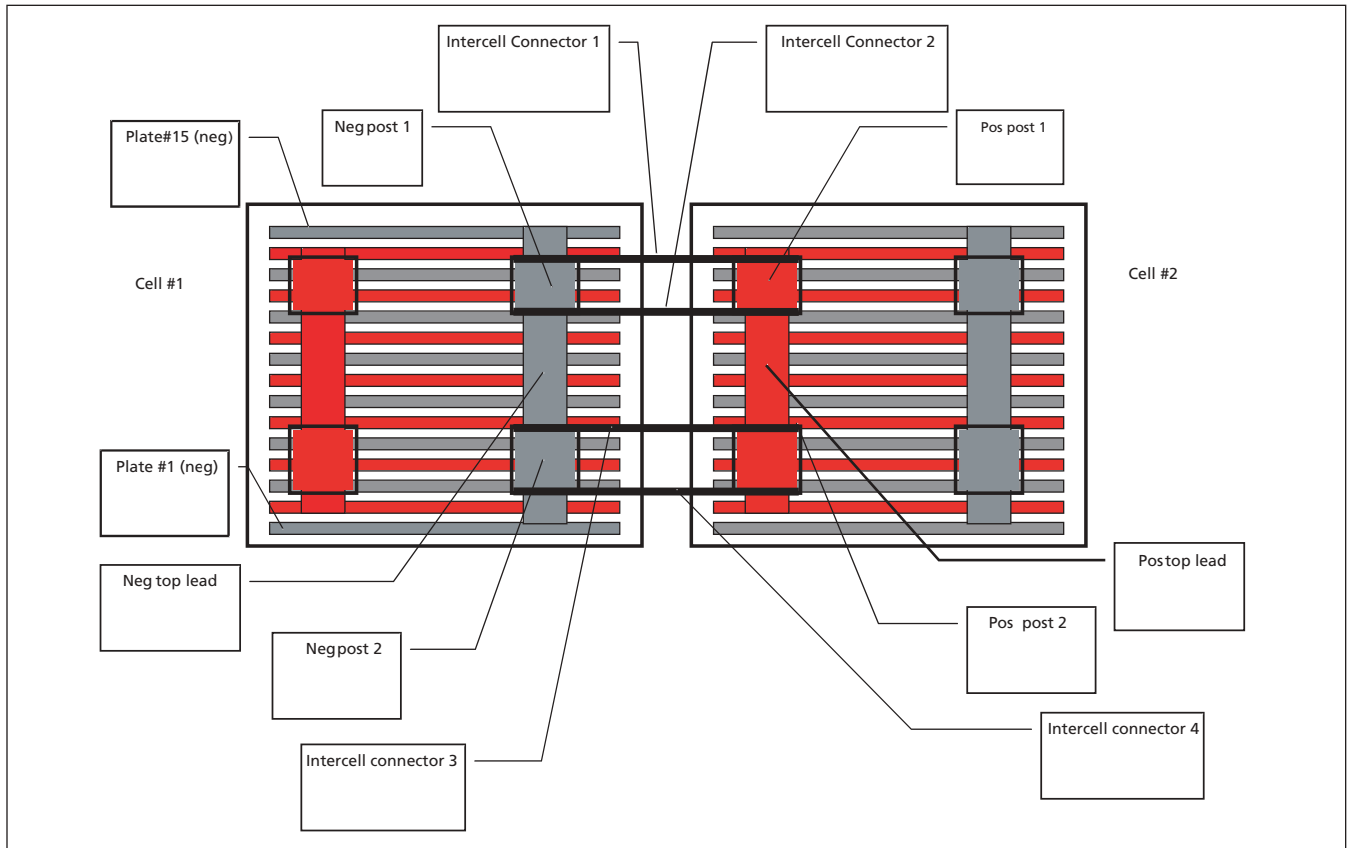 Intercell Connector 1
Intercell Connector 2
Plate#15 (neg)
Neg post 1
Pos post 1
Cell #1
Cell #2
Plate #1 (neg)
Neg top lead
Pos top lead
Neg post 2
Pos post 2
Intercell connector 3
Intercell connector 4